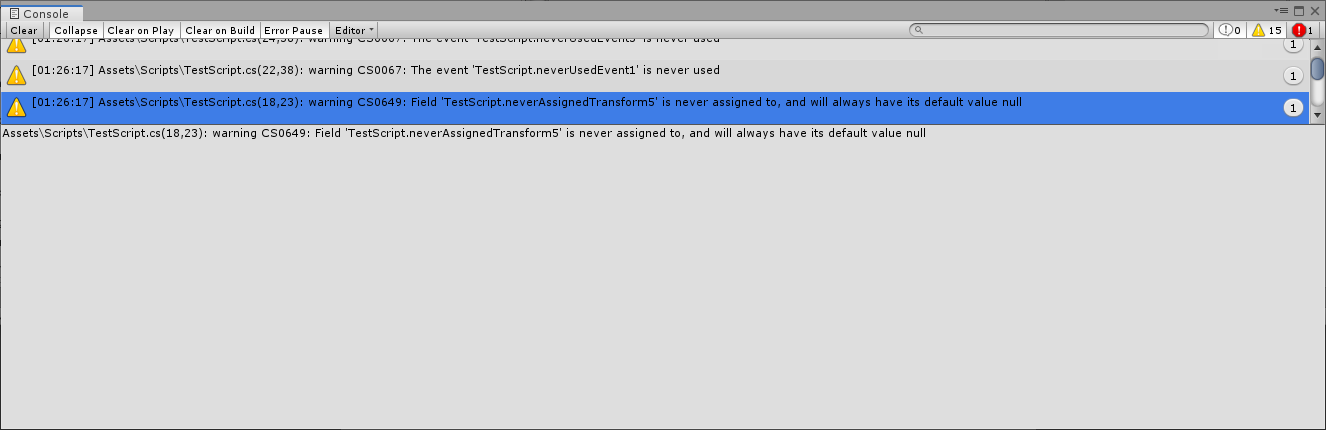 Console
Clear Collapse Clear on Play Clear on Build Error Pause Editor 0 15 1
[01:26:17] Assets\Scripts\TestScript.cs(24,38): warning CS0067: The event 'TestScript.neverUsedEvent3' is never used 1
[01:26:17] Assets\Scripts\TestScript.cs(22,38): warning CS0067: The event 'TestScript.neverUsedEvent1' is never used 1
[01:26:17] Assets\Scripts\TestScript.cs(18,23): warning CS0649: Field 'TestScript.neverAssignedTransform5' is never assigned to, and will always have its default value null 1
Assets\Scripts\TestScript.cs(18,23): warning CS0649: Field 'TestScript.neverAssignedTransform5' is never assigned to, and will always have its default value null